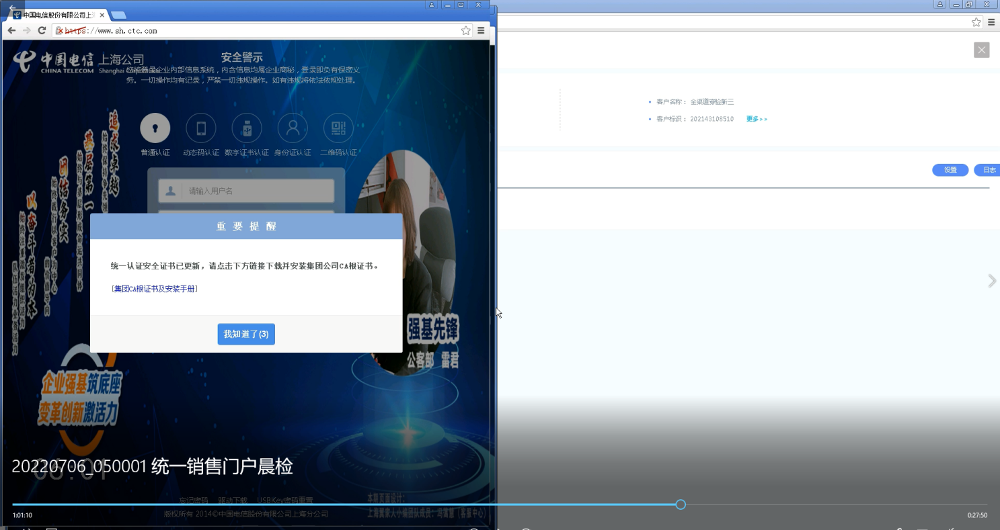 中国电信股份有限公司上
https://www.sh.ctc.com
中国电信 上海公司
CHINA TELECOM Shanghai
安全警示
您将登录企业内部信息系统，内含信息均属企业商秘，登录即负有保密义
务。一切操作均有记录，严禁一切违规操作。如有违规将依法依规处理。
普通认证 动态码认证 数字证书认证 身份证认证 二维码认证
请输入用户名
重要提醒
统一认证安全证书已更新，请点击下方链接下载并安装集团公司CA根证书。
[集团CA根证书及安装手册]
我知道了(3)
追求卓越
基层第一
团结务实
以奋斗者为本
强基先锋
公客部 雷君
企业强基筑底座
变革创新激活力
20220706_050001 统一销售门户晨检
忘记密码 驱动下载 USBKey密码重置
版权所有 2014©中国电信股份有限公司上海分公司
本期页面设计：
1:01:10
0:27:50
客户名称： 全渠道穿验新三
客户标识： 202143108510 更多>>
设置
日志